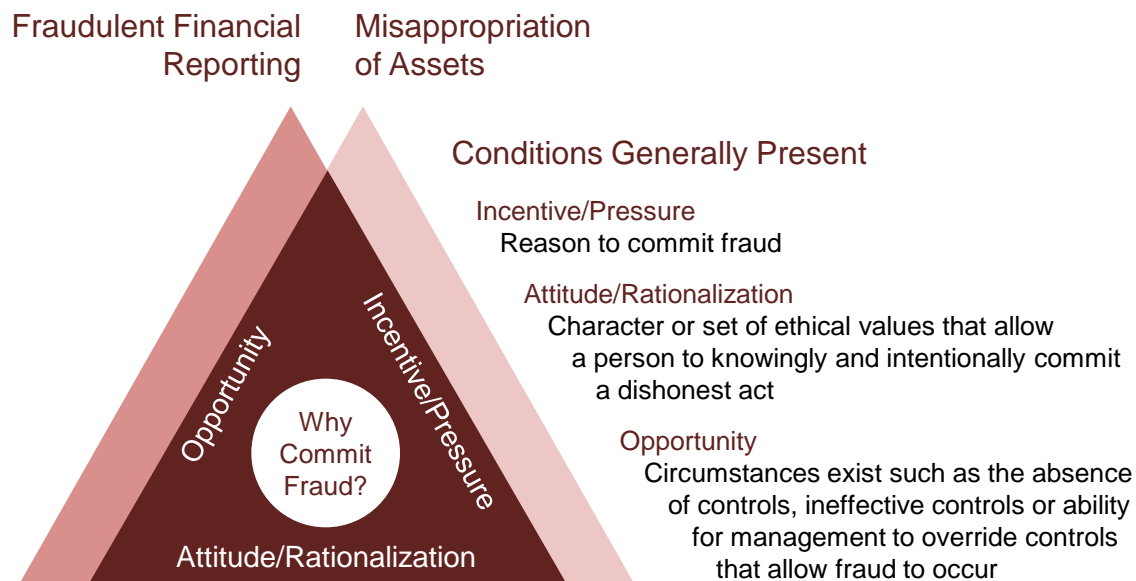 Fraudulent Financial
Reporting
Misappropriation
of Assets
Conditions Generally Present
Incentive/Pressure
Reason to commit fraud
Attitude/Rationalization
Character or set of ethical values that allow
a person to knowingly and intentionally commit
a dishonest act
Opportunity
Circumstances exist such as the absence
of controls, ineffective controls or ability
for management to override controls
that allow fraud to occur
Opportunity
Incentive/Pressure
Why
Commit
Fraud?
Attitude/Rationalization